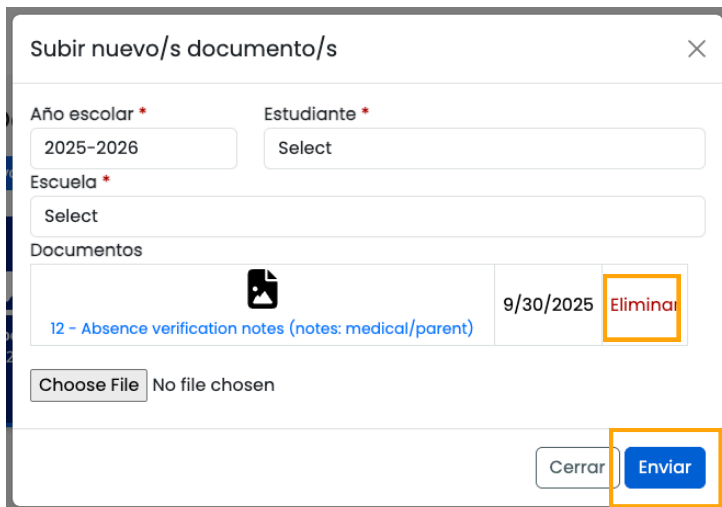 Subir nuevo/s documento/s
Año escolar *
Estudiante *
2025-2026
Select
Escuela *
Select
Documentos
12 - Absence verification notes (notes: medical/parent)
9/30/2025
Eliminar
Choose File No file chosen
Cerrar
Enviar